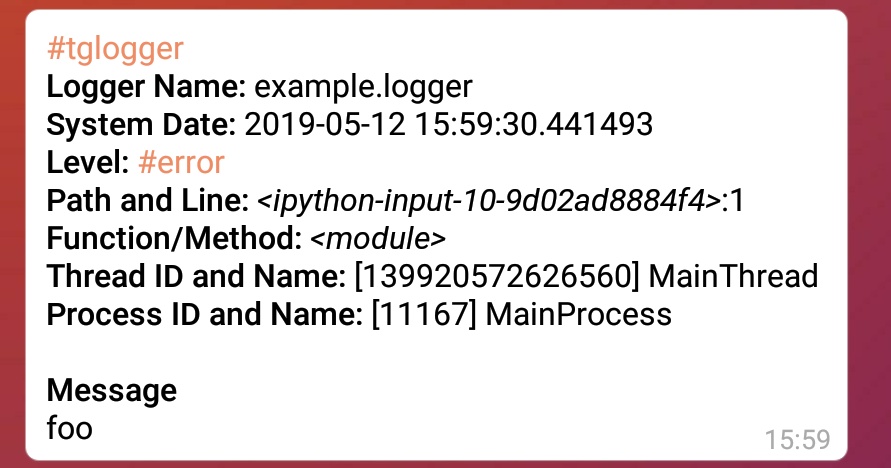 #tglogger
Logger Name: example.logger
System Date: 2019-05-12 15:59:30.441493
Level: #error
Path and Line: <ipython-input-10-9d02ad8884f4>:1
Function/Method: <module>
Thread ID and Name: [139920572626560] MainThread
Process ID and Name: [11167] MainProcess
Message
foo
15:59